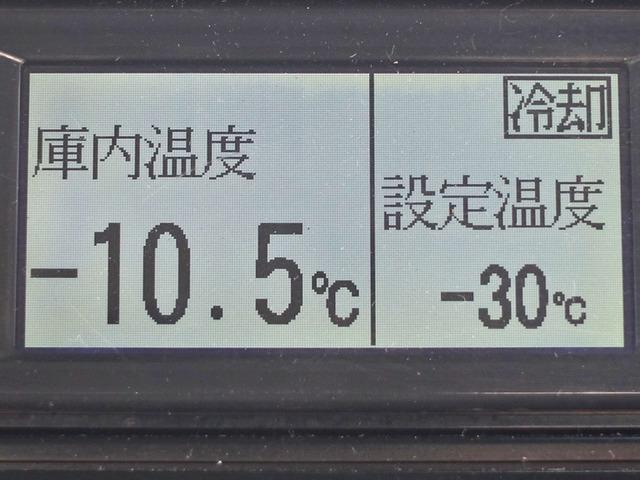 庫内温度
-10.5℃
冷却
設定温度
-30℃